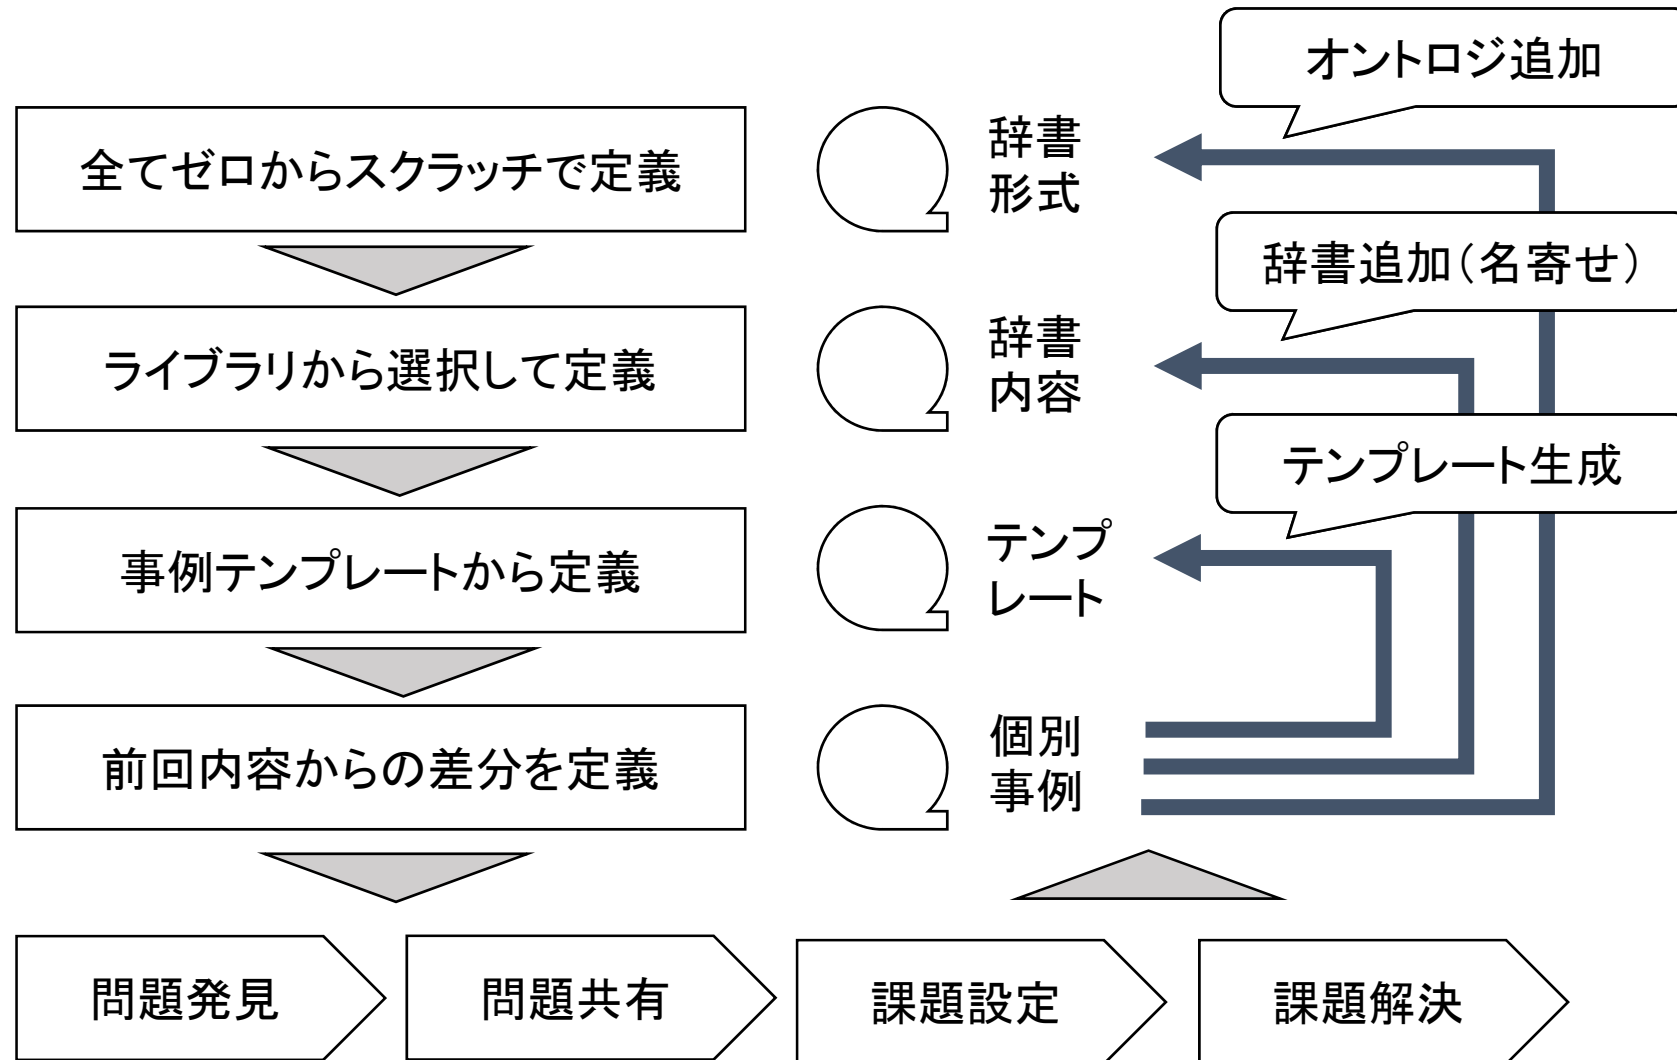 オントロジ追加
全てゼロからスクラッチで定義
辞書
形式
辞書追加（名寄せ）
ライブラリから選択して定義
辞書
内容
テンプレート生成
事例テンプレートから定義
テンプ
レート
前回内容からの差分を定義
個別
事例
問題発見
問題共有
課題設定
課題解決